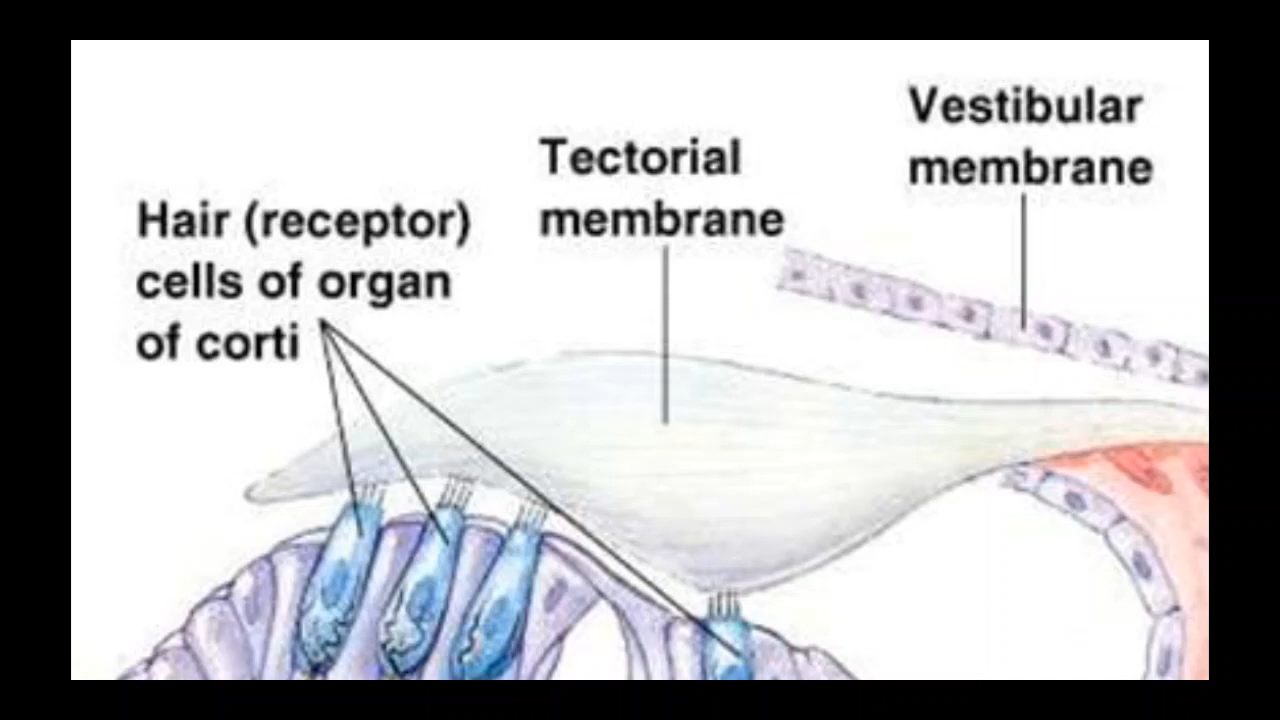 Vestibular
membrane
Tectorial
membrane
Hair (receptor)
cells of organ
of corti